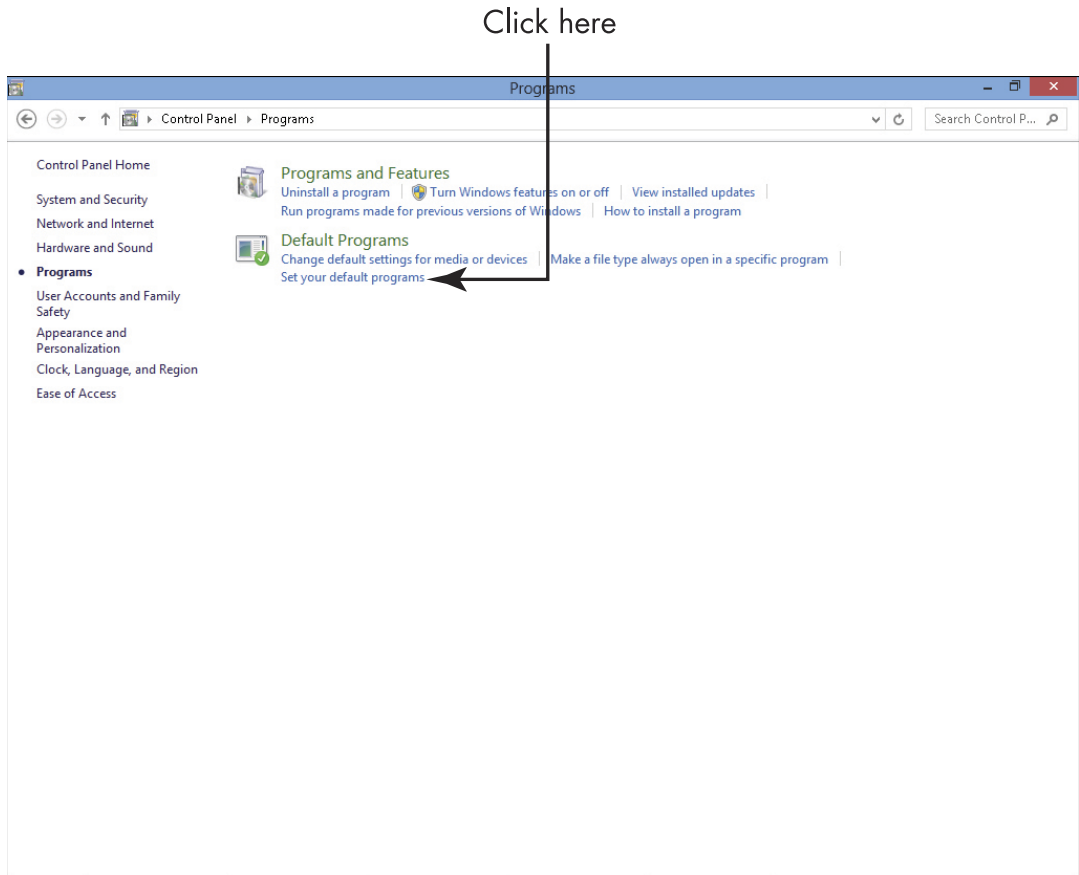 Click here
Programs
Control Panel Programs
Search Control P...
Control Panel Home
System and Security
Network and Internet
Hardware and Sound
Programs
User Accounts and Family
Safety
Appearance and
Personalization
Clock, Language, and Region
Ease of Access
Programs and Features
Uninstall a program Turn Windows features on or off View installed updates
Run programs made for previous versions of Windows How to install a program
Default Programs
Change default settings for media or devices Make a file type always open in a specific program
Set your default programs